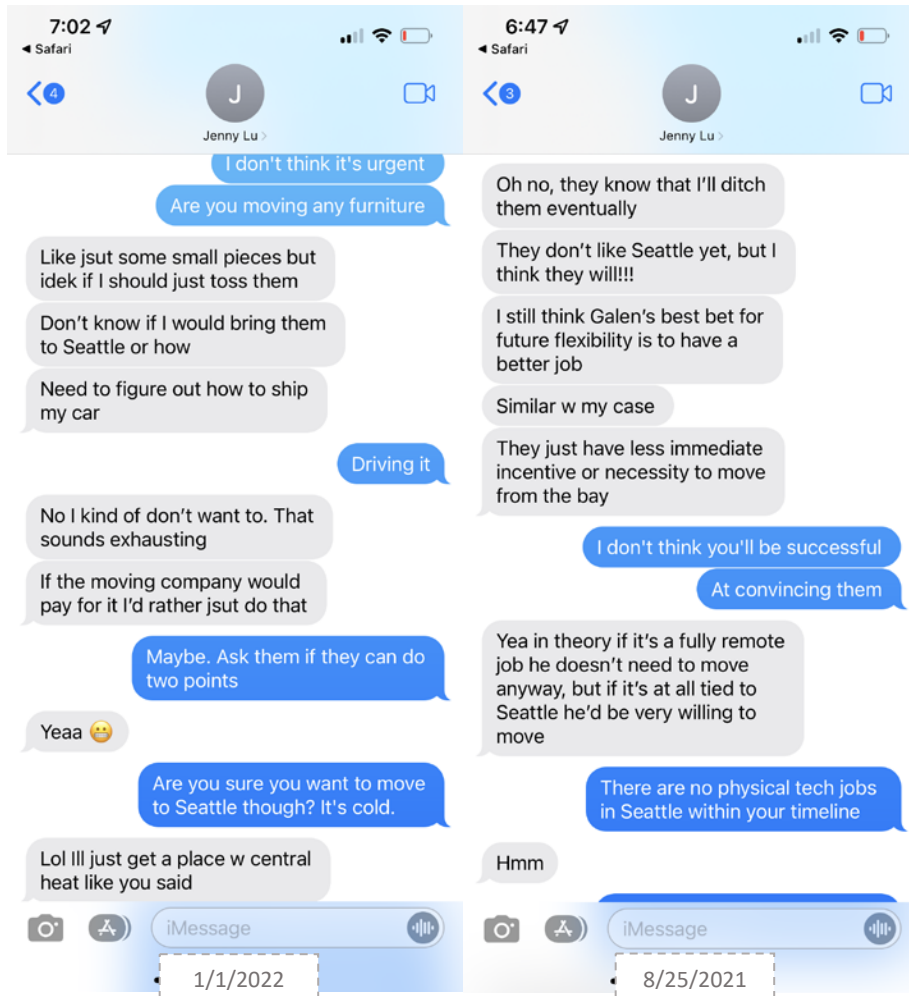 7:02
◀ Safari
4
J
Jenny Lu >
I don't think it's urgent
Are you moving any furniture
Like jsut some small pieces but
idek if I should just toss them
Don't know if I would bring them
to Seattle or how
Need to figure out how to ship
my car
Driving it
No I kind of don't want to. That
sounds exhausting
If the moving company would
pay for it I'd rather jsut do that
Maybe. Ask them if they can do
two points
Yeaa 😬
Are you sure you want to move
to Seattle though? It's cold.
Lol Ill just get a place w central
heat like you said
iMessage
1/1/2022
6:47
◀ Safari
3
J
Jenny Lu >
Oh no, they know that I'll ditch
them eventually
They don't like Seattle yet, but I
think they will!!!
I still think Galen's best bet for
future flexibility is to have a
better job
Similar w my case
They just have less immediate
incentive or necessity to move
from the bay
I don't think you'll be successful
At convincing them
Yea in theory if it's a fully remote
job he doesn't need to move
anyway, but if it's at all tied to
Seattle he'd be very willing to
move
There are no physical tech jobs
in Seattle within your timeline
Hmm
iMessage
8/25/2021